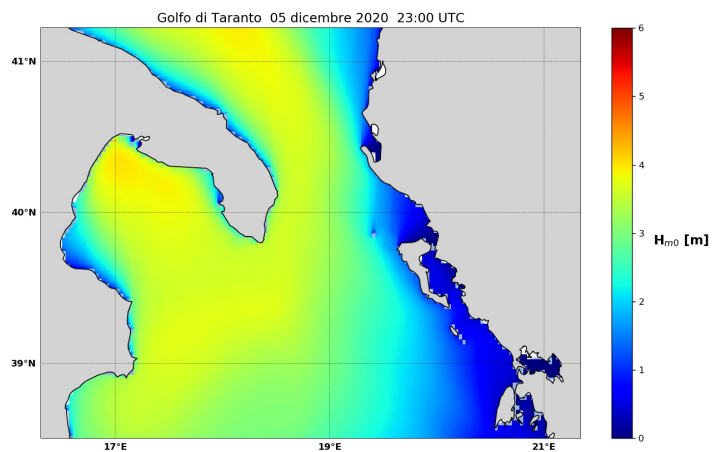 Golfo di Taranto  05 dicembre 2020  23:00 UTC
41°N
40°N
39°N
17°E
19°E
21°E
6
5
4
3
2
1
0
H_{m0} [m]